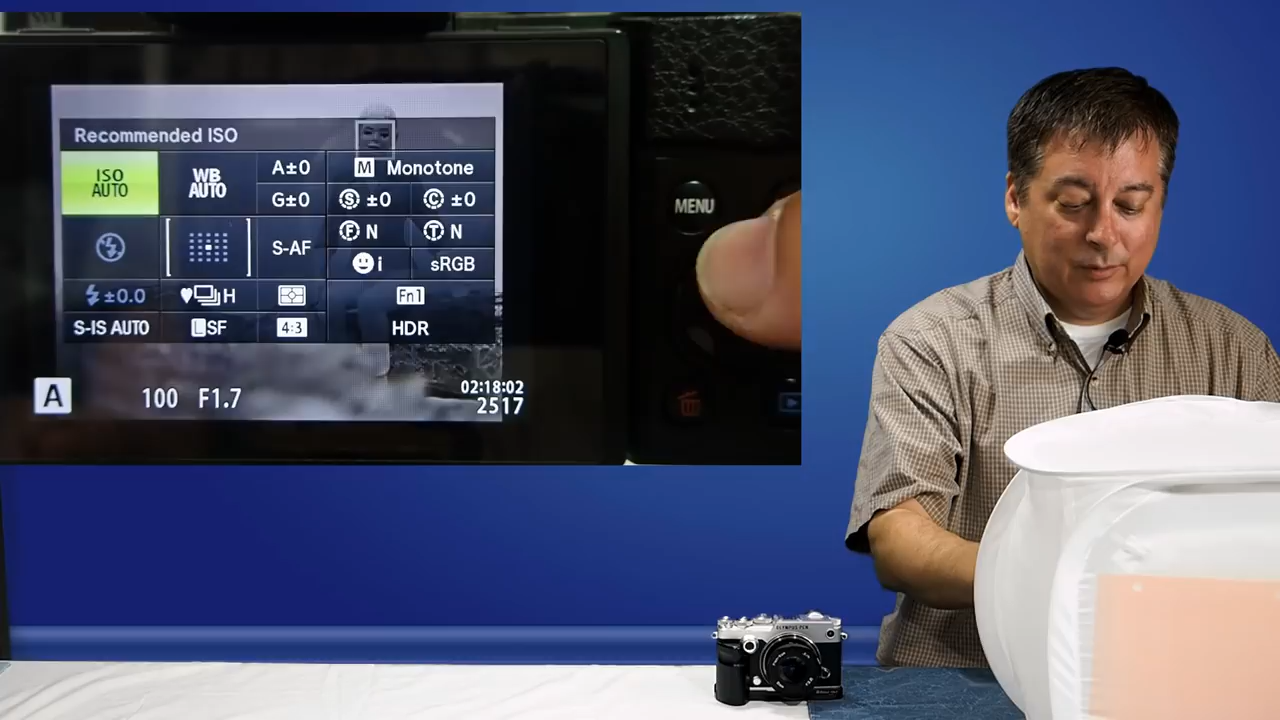 Recommended ISO
ISO AUTO
WB AUTO
A±0
G±0
M Monotone
S ±0
C ±0
F N
T N
S-AF
i
sRGB
±0.0
H
Fn1
S-IS AUTO
LSF
4:3
HDR
A
100 F1.7
02:18:02
2517
MENU
OLYMPUS PEN